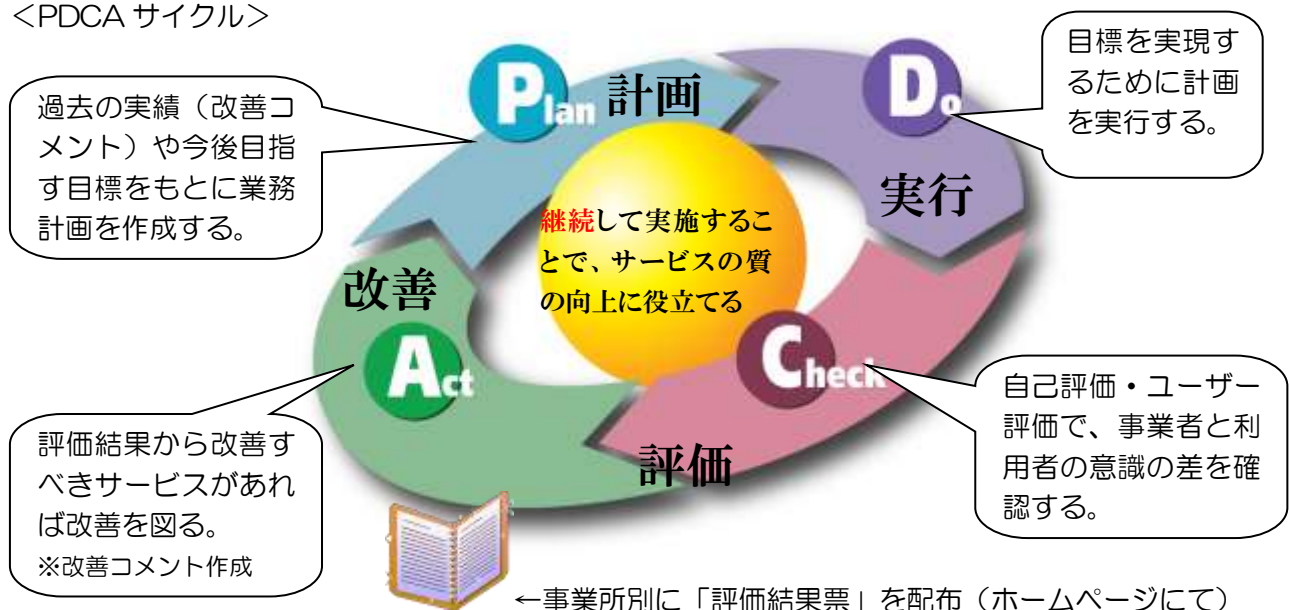 <PDCA サイクル>
Plan 計画
Do
実行
目標を実現す
るために計画
を実行する。
過去の実績（改善コ
メント）や今後目指
す目標をもとに業務
計画を作成する。
継続して実施するこ
とで、サービスの質
の向上に役立てる
改善
Act
Check
評価
自己評価・ユーザー
評価で、事業者と利
用者の意識の差を確
認する。
評価結果から改善す
べきサービスがあれ
ば改善を図る。
※改善コメント作成
←事業所別に「評価結果票」を配布（ホームページにて）